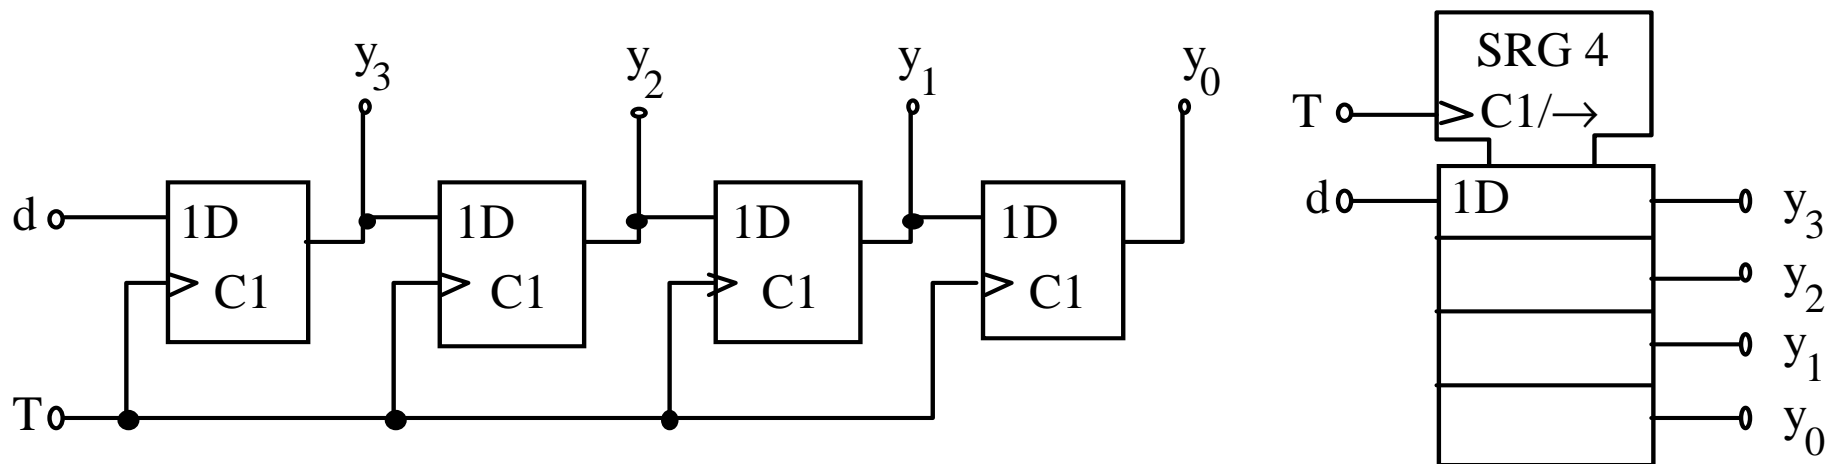 y3 y2 y1 y0
d 1D 1D 1D 1D
C1 C1 C1 C1
T
SRG 4
T C1/→
d 1D y3
y2
y1
y0